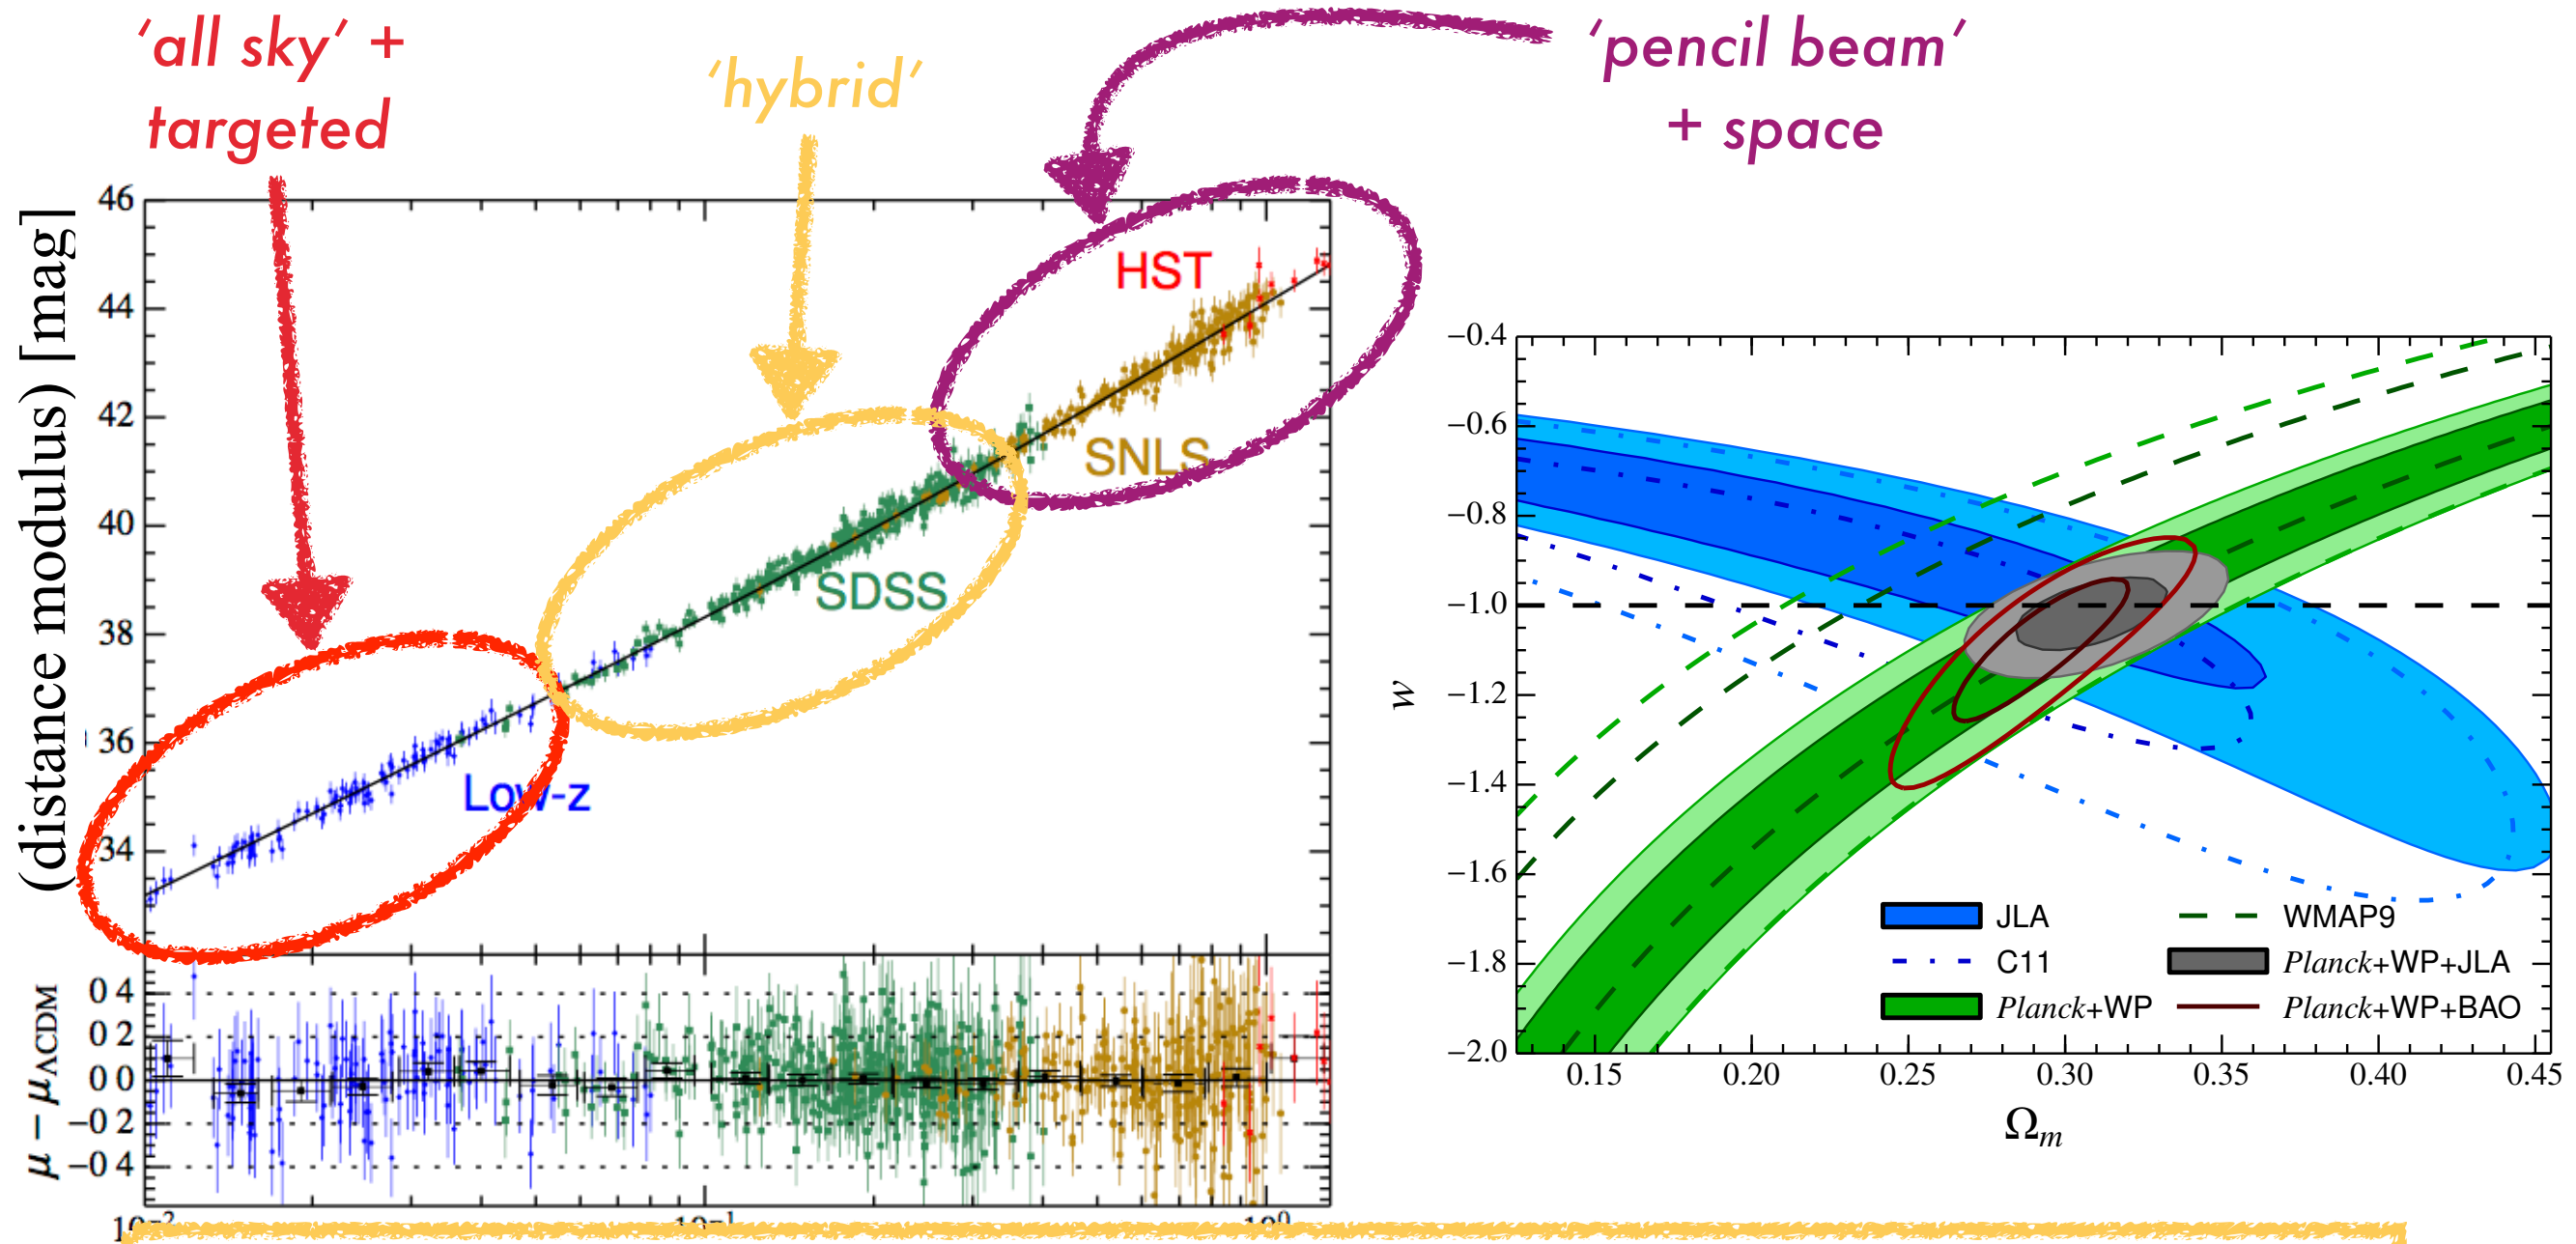 'all sky' +
targeted
'hybrid'
'pencil beam'
+ space
(distance modulus) [mag]
46
44
42
40
38
36
34
HST
SNLS
SDSS
Low-z
μ − μΛCDM
0 4
0 2
0 0
−0 2
−0 4
10⁰
w
−0.4
−0.6
−0.8
−1.0
−1.2
−1.4
−1.6
−1.8
−2.0
JLA
C11
Planck+WP
WMAP9
Planck+WP+JLA
Planck+WP+BAO
0.15
0.20
0.25
0.30
0.35
0.40
0.45
Ωm